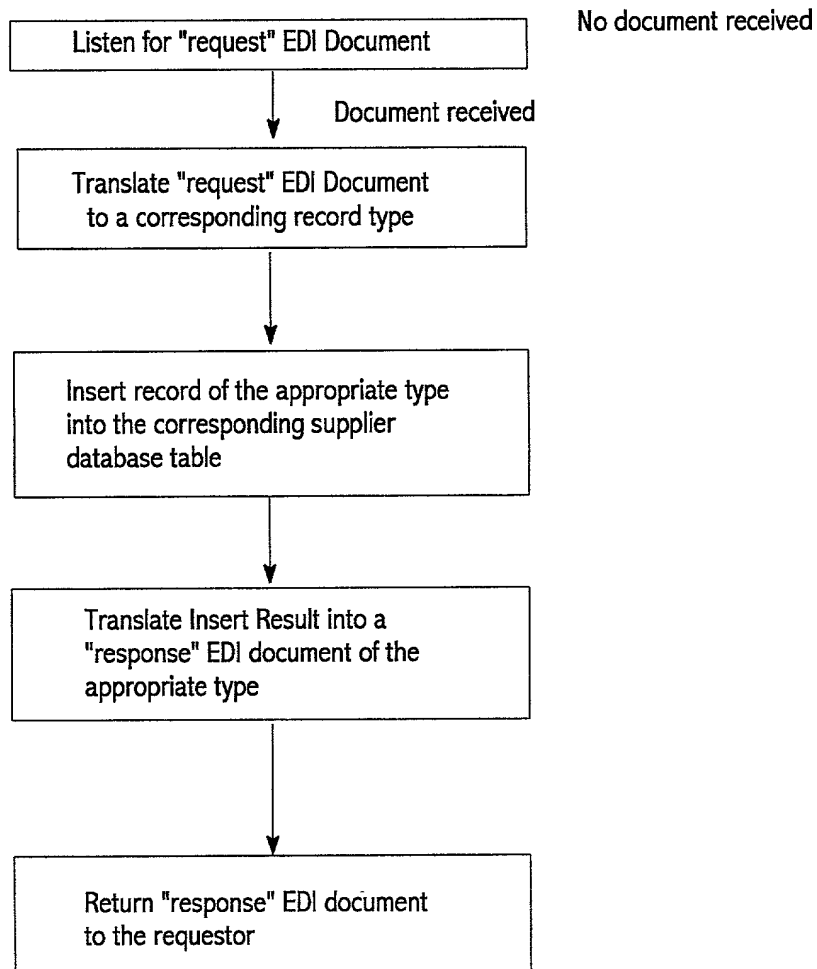 No document received
Listen for "request" EDI Document
Document received
Translate "request" EDI Document
to a corresponding record type
Insert record of the appropriate type
into the corresponding supplier
database table
Translate Insert Result into a
"response" EDI document of the
appropriate type
Return "response" EDI document
to the requestor